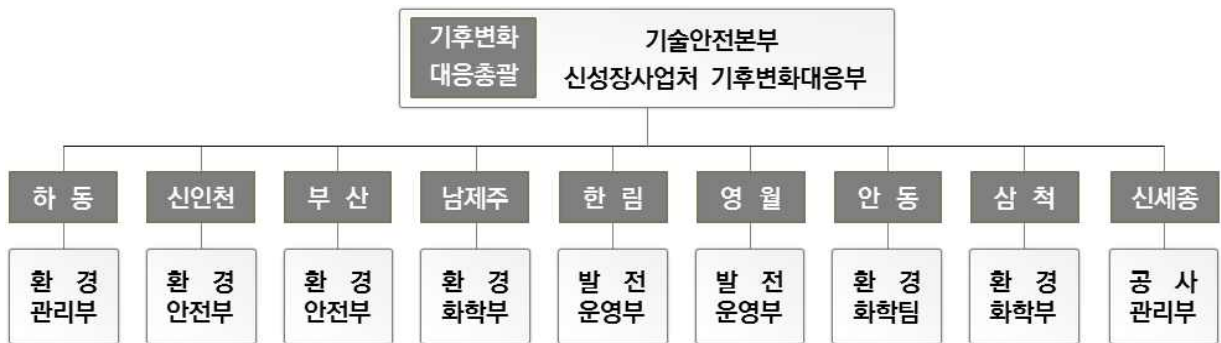 기후변화
대응총괄
기술안전본부
신성장사업처 기후변화대응부
하 동
신인천
부 산
남제주
한 림
영 월
안 동
삼 척
신세종
환 경
관리부
환 경
안전부
환 경
안전부
환 경
화학부
발 전
운영부
발 전
운영부
환 경
화학팀
환 경
화학부
공 사
관리부